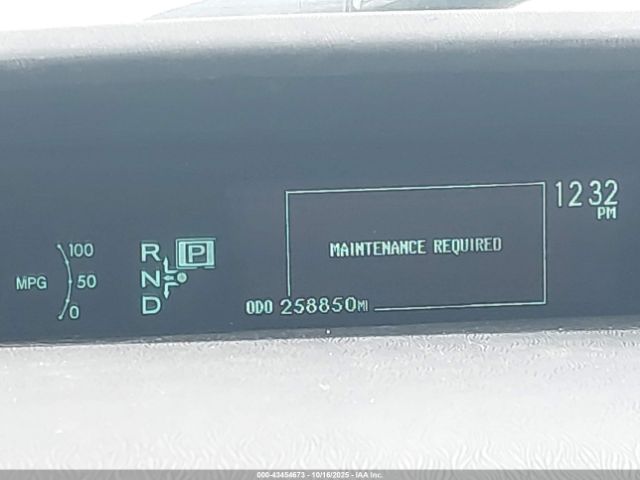 12 32
PM
100
R P
MAINTENANCE REQUIRED
MPG 50
N
0
D
ODO 258850MI
000-43454673 - 10/16/2025 - IAA Inc.